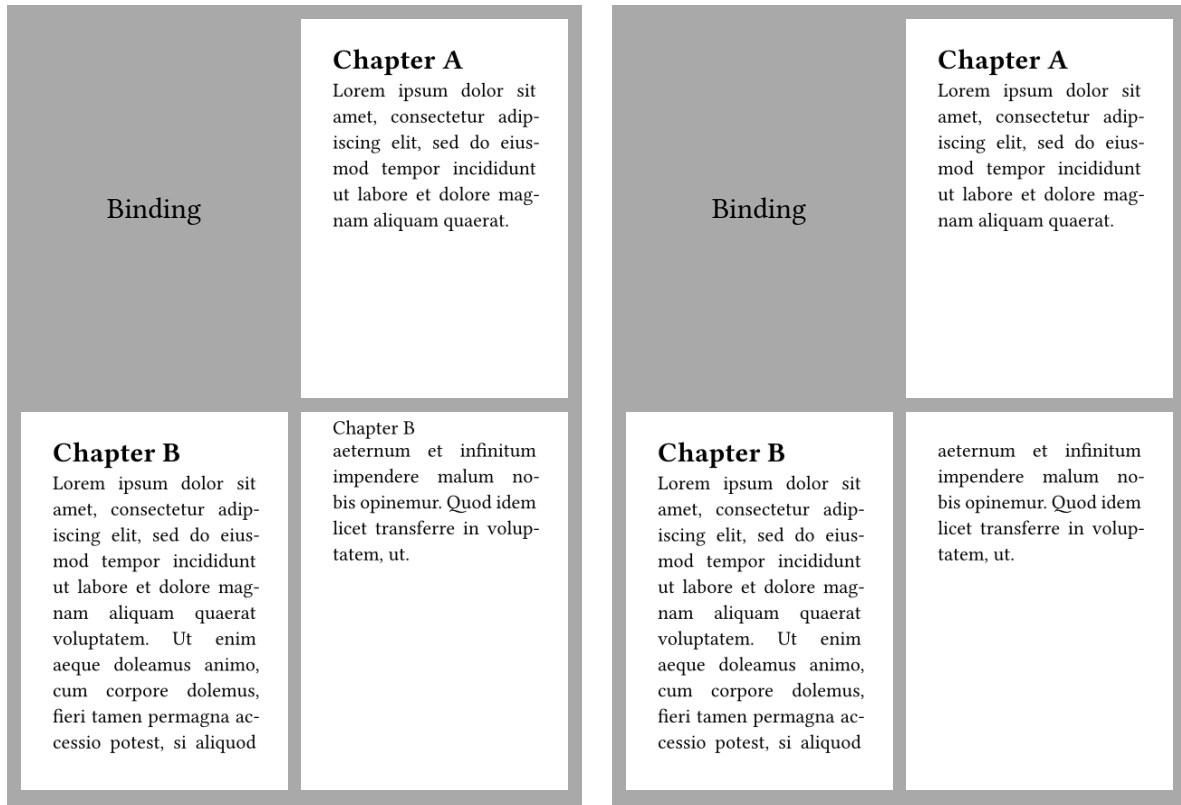 Binding
Chapter A
Lorem ipsum dolor sit
amet, consectetur adip-
iscing elit, sed do eius-
mod tempor incididunt
ut labore et dolore mag-
nam aliquam quaerat.
Chapter B
Lorem ipsum dolor sit
amet, consectetur adip-
iscing elit, sed do eius-
mod tempor incididunt
ut labore et dolore mag-
nam aliquam quaerat
voluptatem. Ut enim
aeque doleamus animo,
cum corpore dolemus,
fieri tamen permagna ac-
cessio potest, si aliquod
Chapter B
aeternum et infinitum
impendere malum no-
bis opinemur. Quod idem
licet transferre in volup-
tatem, ut.
Binding
Chapter A
Lorem ipsum dolor sit
amet, consectetur adip-
iscing elit, sed do eius-
mod tempor incididunt
ut labore et dolore mag-
nam aliquam quaerat.
Chapter B
Lorem ipsum dolor sit
amet, consectetur adip-
iscing elit, sed do eius-
mod tempor incididunt
ut labore et dolore mag-
nam aliquam quaerat
voluptatem. Ut enim
aeque doleamus animo,
cum corpore dolemus,
fieri tamen permagna ac-
cessio potest, si aliquod
aeternum et infinitum
impendere malum no-
bis opinemur. Quod idem
licet transferre in volup-
tatem, ut.